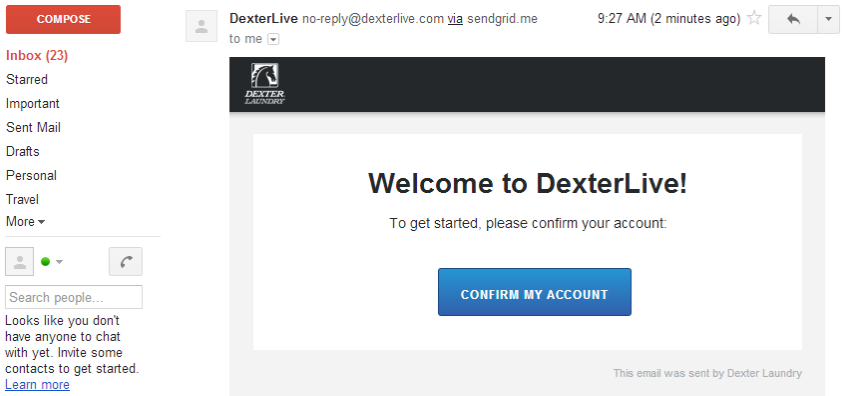 COMPOSE
Inbox (23)
Starred
Important
Sent Mail
Drafts
Personal
Travel
More
Search people...
Looks like you don't
have anyone to chat
with yet. Invite some
contacts to get started.
Learn more
DexterLive no-reply@dexterlive.com via sendgrid.me
9:27 AM (2 minutes ago)
to me
DEXTER
LAUNDRY
Welcome to DexterLive!
To get started, please confirm your account:
CONFIRM MY ACCOUNT
This email was sent by Dexter Laundry